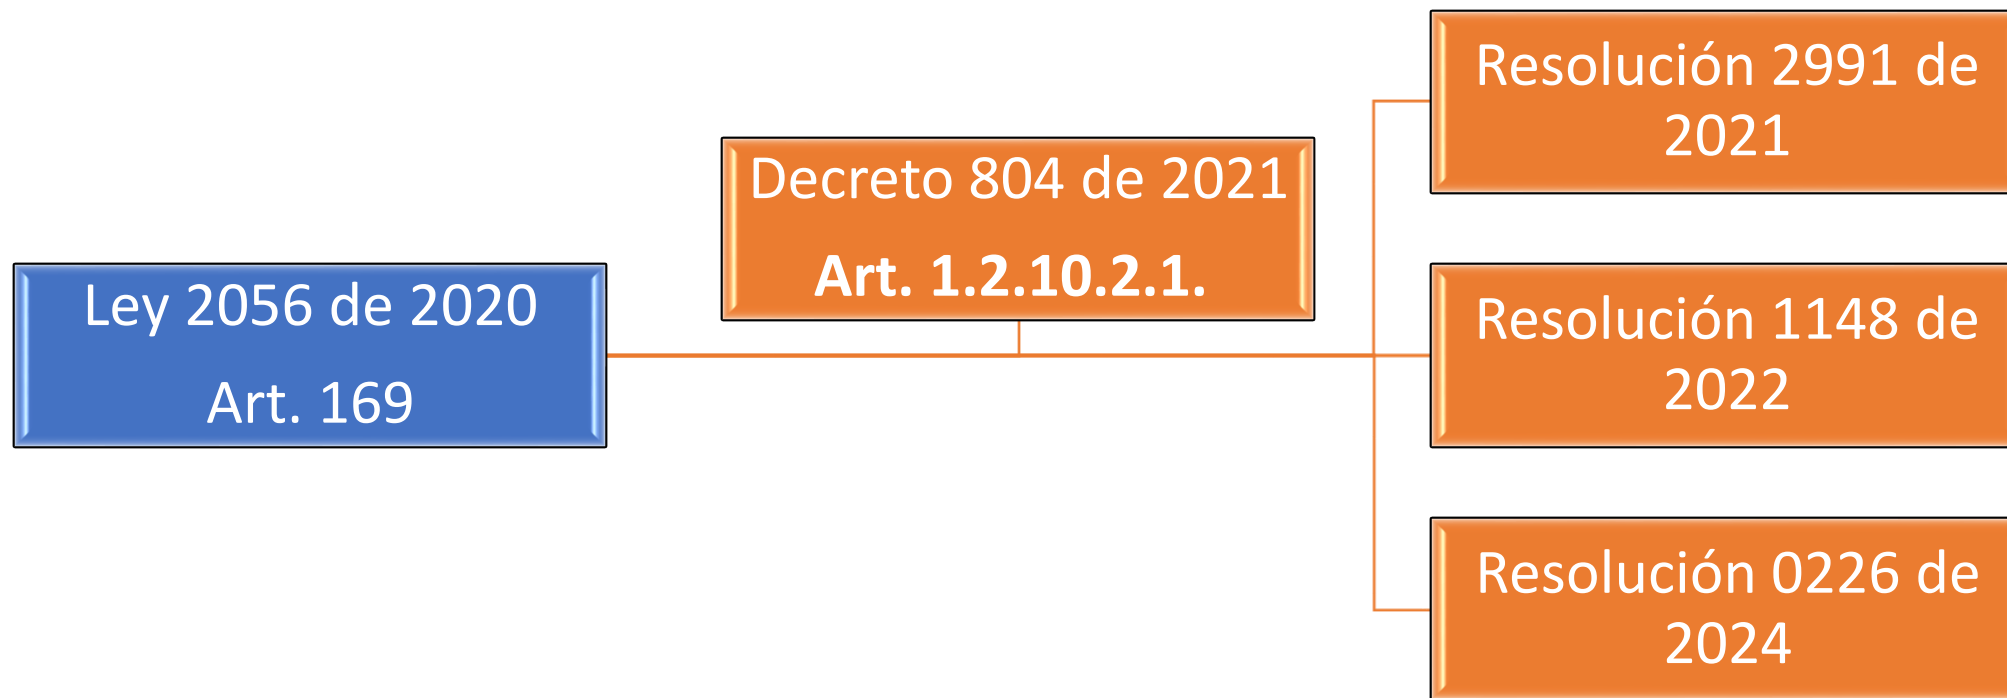 Ley 2056 de 2020
Art. 169
Decreto 804 de 2021
Art. 1.2.10.2.1.
Resolución 2991 de
2021
Resolución 1148 de
2022
Resolución 0226 de
2024